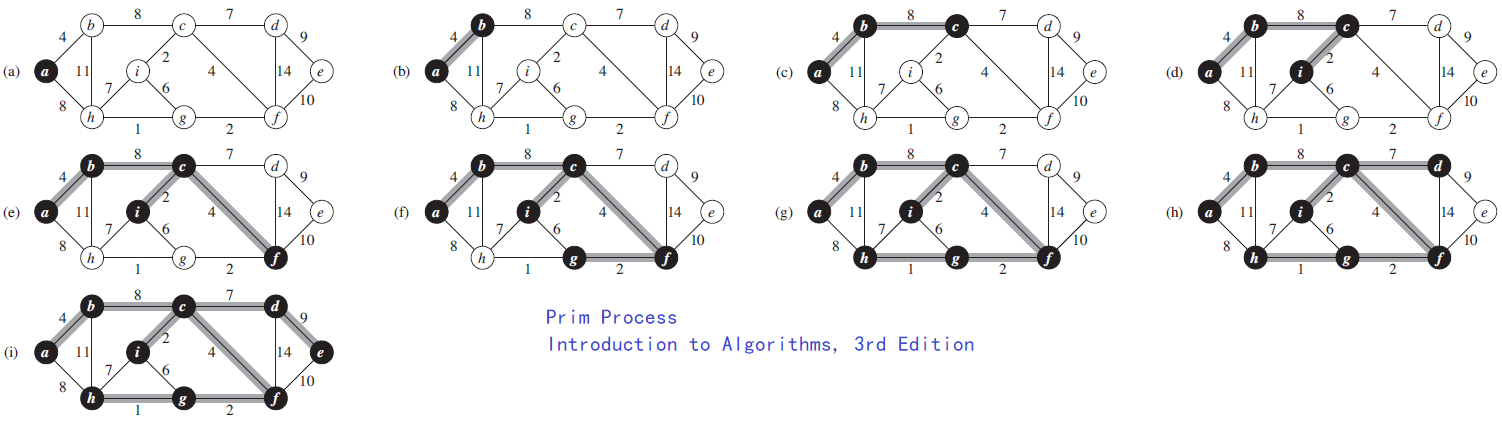 8 7
b c d
4 2 9
(a) a 11 i 4 14 e
8 7 6 10
h g f
1 2
8 7
b c d
4 2 9
(b) a 11 i 4 14 e
8 7 6 10
h g f
1 2
8 7
b c d
4 2 9
(c) a 11 i 4 14 e
8 7 6 10
h g f
1 2
8 7
b c d
4 2 9
(d) a 11 i 4 14 e
8 7 6 10
h g f
1 2
8 7
b c d
4 2 9
(e) a 11 i 4 14 e
8 7 6 10
h g f
1 2
8 7
b c d
4 2 9
(f) a 11 i 4 14 e
8 7 6 10
h g f
1 2
8 7
b c d
4 2 9
(g) a 11 i 4 14 e
8 7 6 10
h g f
1 2
8 7
b c d
4 2 9
(h) a 11 i 4 14 e
8 7 6 10
h g f
1 2
8 7
b c d
4 2 9
(i) a 11 i 4 14 e
8 7 6 10
h g f
1 2
Prim Process
Introduction to Algorithms, 3rd Edition